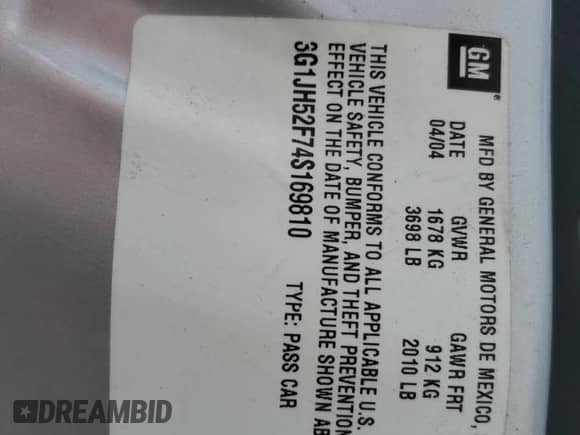 GM
MFD BY GENERAL MOTORS DE MEXICO,
DATE GVWR GAWR FRT
04/04 1678 KG 912 KG
3698 LB 2010 LB
THIS VEHICLE CONFORMS TO ALL APPLICABLE U.S.
VEHICLE SAFETY, BUMPER, AND THEFT PREVENTION
EFFECT ON THE DATE OF MANUFACTURE SHOWN AB
3G1JH52F74S169810 TYPE: PASS CAR
DREAMBID